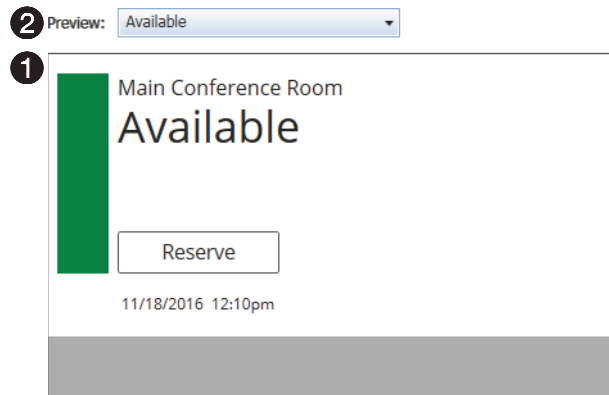 2 Preview: Available
1
Main Conference Room
Available
Reserve
11/18/2016 12:10pm